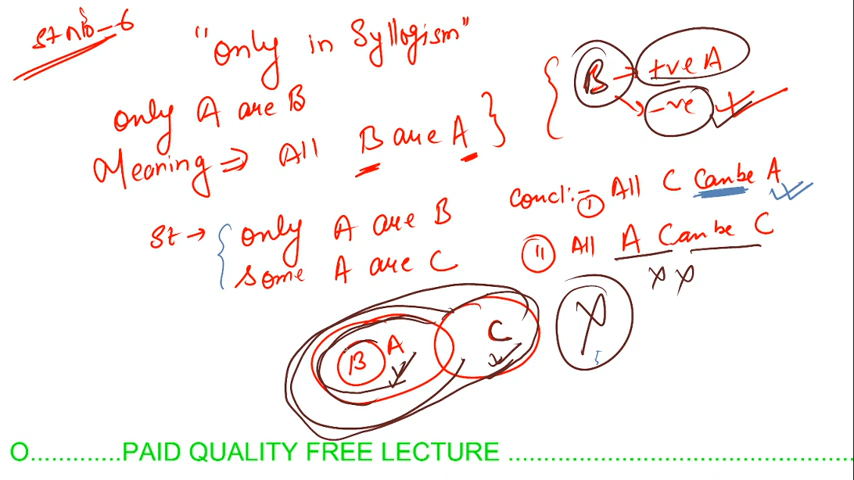 st no-6
"Only in Syllogism"
Only A are B
Meaning ⇒ All B are A
B → +ve A
→ -ve
St → Only A are B
Some A are C
Concl:- I All C Can be A
II All A Can be C
X X
B A C
X
O.............PAID QUALITY FREE LECTURE ......................................................